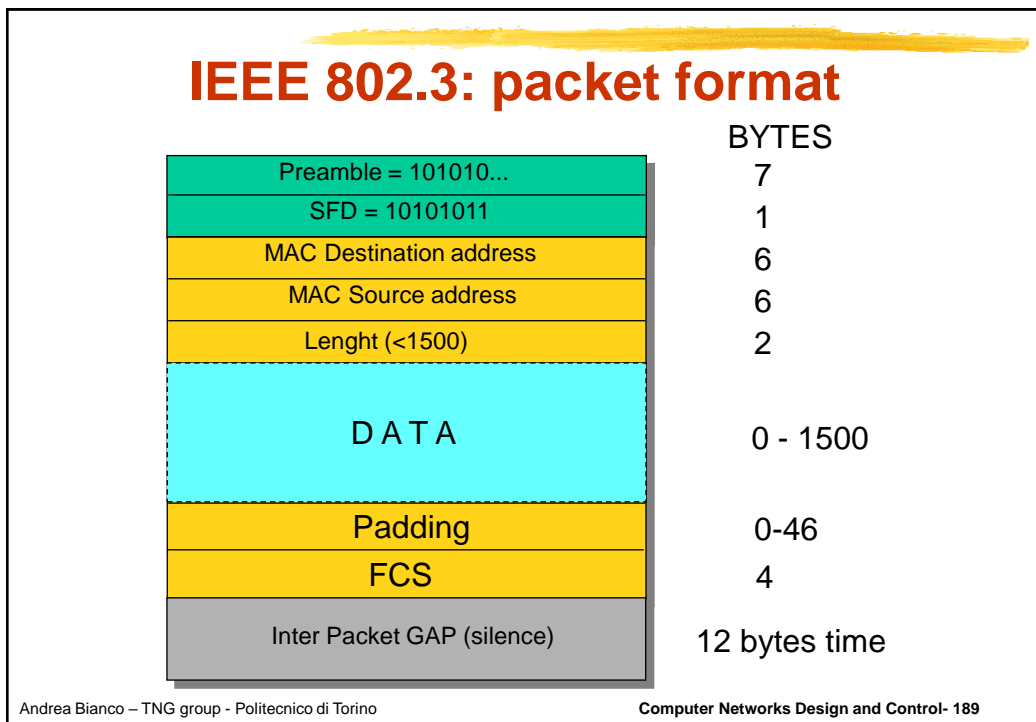 IEEE 802.3: packet format
BYTES
Preamble = 101010... 7
SFD = 10101011 1
MAC Destination address 6
MAC Source address 6
Lenght (<1500) 2
D A T A 0 - 1500
Padding 0-46
FCS 4
Inter Packet GAP (silence) 12 bytes time
Andrea Bianco – TNG group - Politecnico di Torino Computer Networks Design and Control- 189